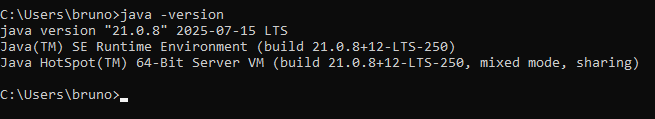 C:\Users\bruno>java -version
java version "21.0.8" 2025-07-15 LTS
Java(TM) SE Runtime Environment (build 21.0.8+12-LTS-250)
Java HotSpot(TM) 64-Bit Server VM (build 21.0.8+12-LTS-250, mixed mode, sharing)
C:\Users\bruno>